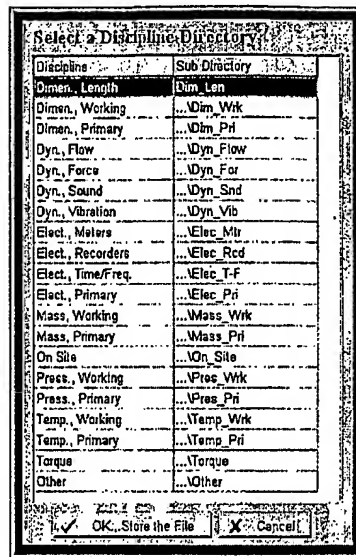 Select a Discipline Directory
Discipline Sub Directory
Dimen., Length Dim_Len
Dimen., Working ...\Dim_Wrk
Dimen., Primary ...\Dim_Pri
Dyn., Flow ...\Dyn_Flow
Dyn., Force ...\Dyn_For
Dyn., Sound ...\Dyn_Snd
Dyn., Vibration ...\Dyn_Vib
Elect., Meters ...\Elec_Mtr
Elect., Recorders ...\Elec_Rcd
Elect., Time/Freq. ...\Elec_T-F
Elect., Primary ...\Elec_Pri
Mass, Working ...\Mass_Wrk
Mass, Primary ...\Mass_Pri
On Site ...\On_Site
Press., Working ...\Pres_Wrk
Press., Primary ...\Pres_Pri
Temp., Working ...\Temp_Wrk
Temp., Primary ...\Temp_Pri
Torque ...\Torque
Other ...\Other
OK, Store the File Cancel